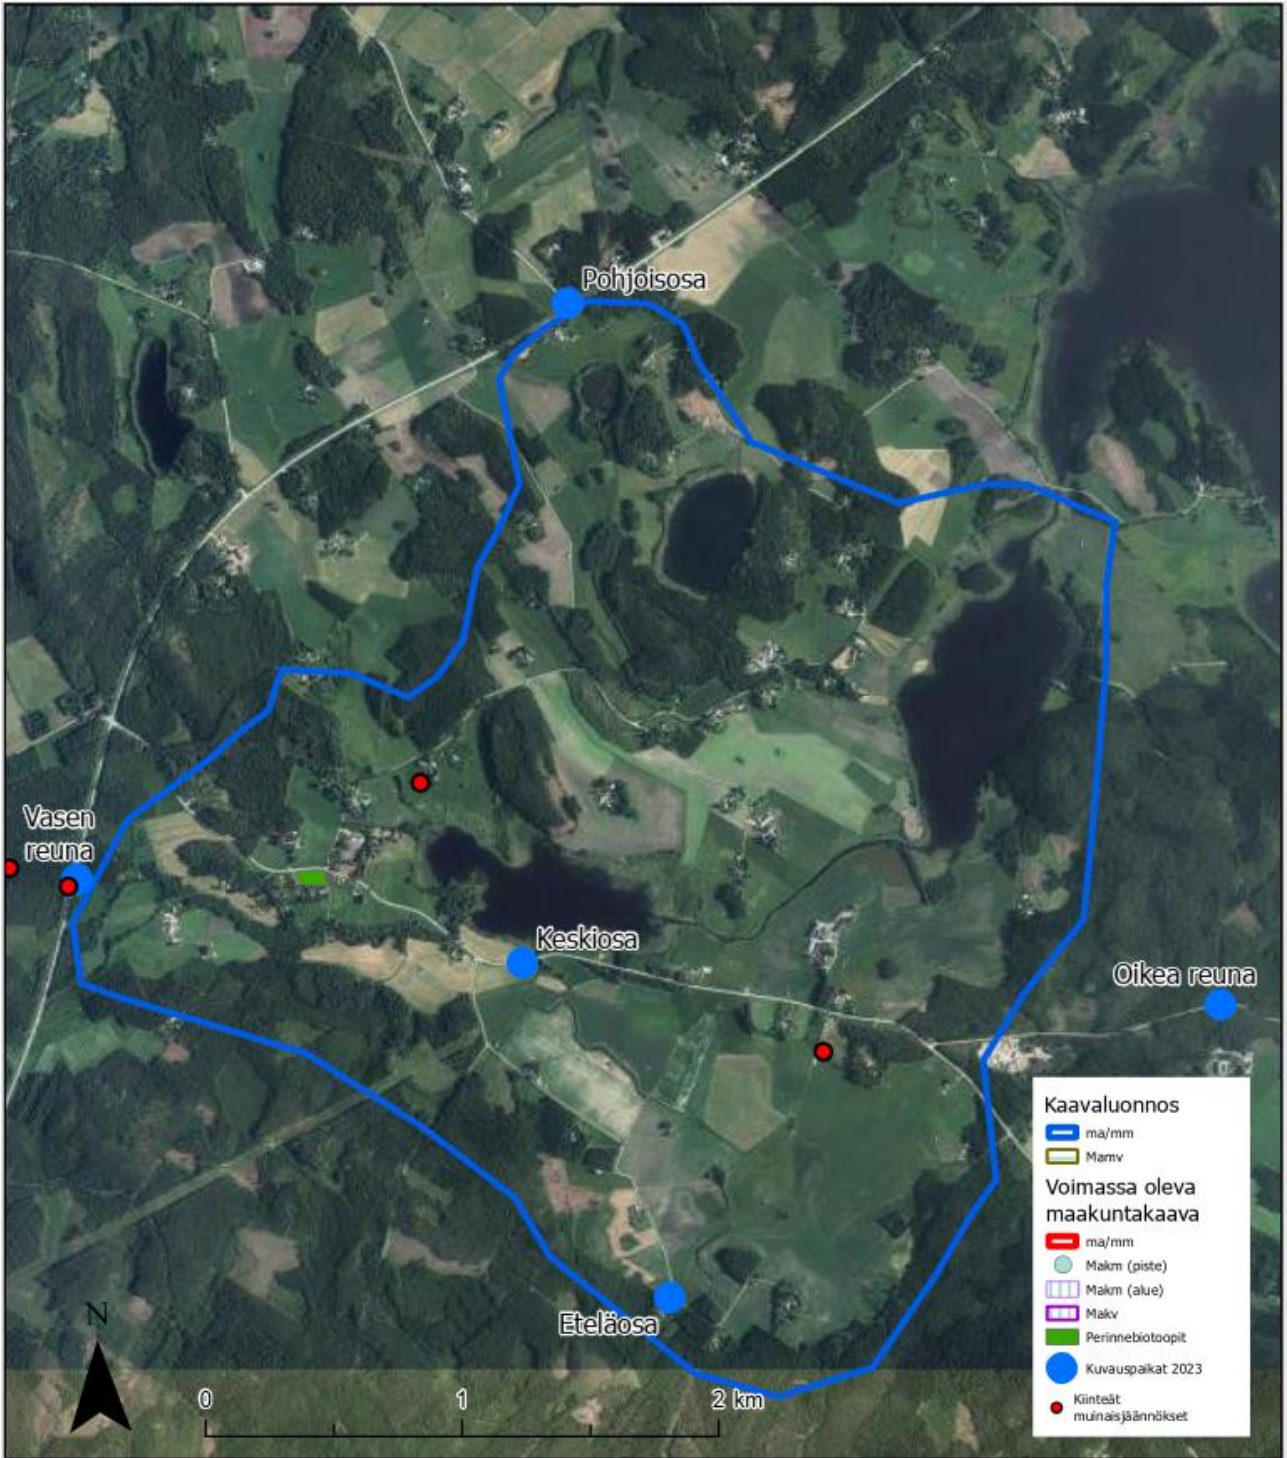 Pohjoisosa
Vasen
reuna
Keskiosa
Oikea reuna
Eteläosa
N
0 1 2 km
Kaavaluonnos
ma/mm
Mamv
Voimassa oleva
maakuntakaava
ma/mm
Makm (piste)
Makm (alue)
Makv
Perinnebiotoopit
Kuvauspaikat 2023
Kiinteät
muinaisjäännökset